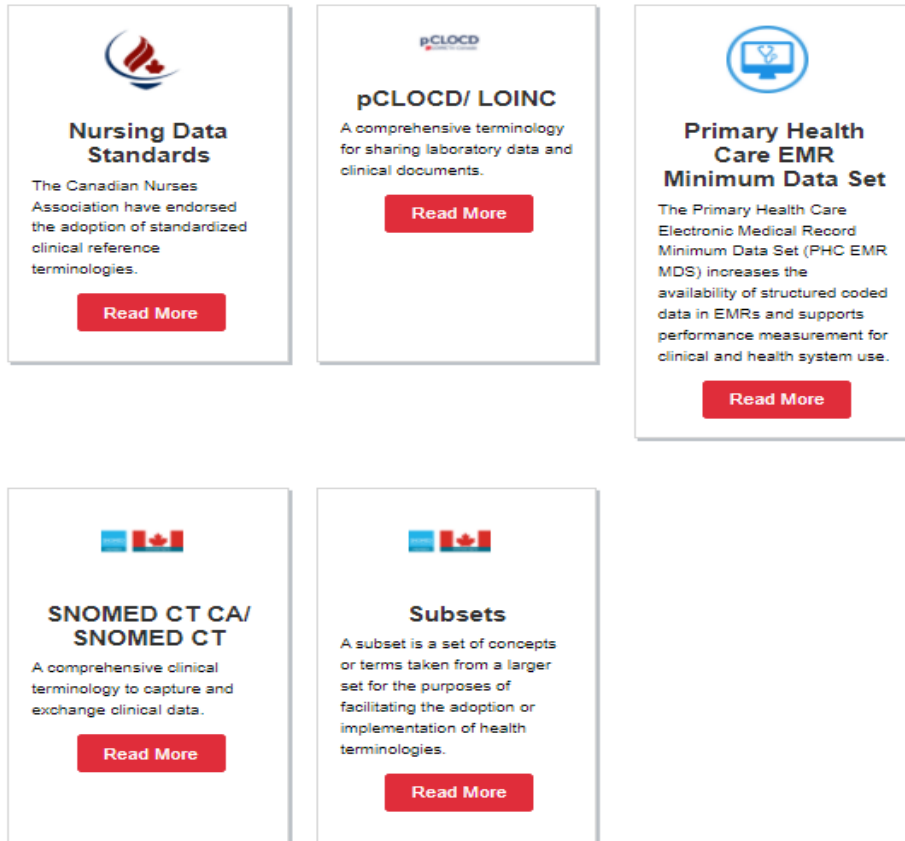 pCLOCD
Nursing Data
Standards
The Canadian Nurses
Association have endorsed
the adoption of standardized
clinical reference
terminologies.
Read More
pCLOCD/ LOINC
A comprehensive terminology
for sharing laboratory data and
clinical documents.
Read More
Primary Health
Care EMR
Minimum Data Set
The Primary Health Care
Electronic Medical Record
Minimum Data Set (PHC EMR
MDS) increases the
availability of structured coded
data in EMRs and supports
performance measurement for
clinical and health system use.
Read More
SNOMED CT CA/
SNOMED CT
A comprehensive clinical
terminology to capture and
exchange clinical data.
Read More
Subsets
A subset is a set of concepts
or terms taken from a larger
set for the purposes of
facilitating the adoption or
implementation of health
terminologies.
Read More